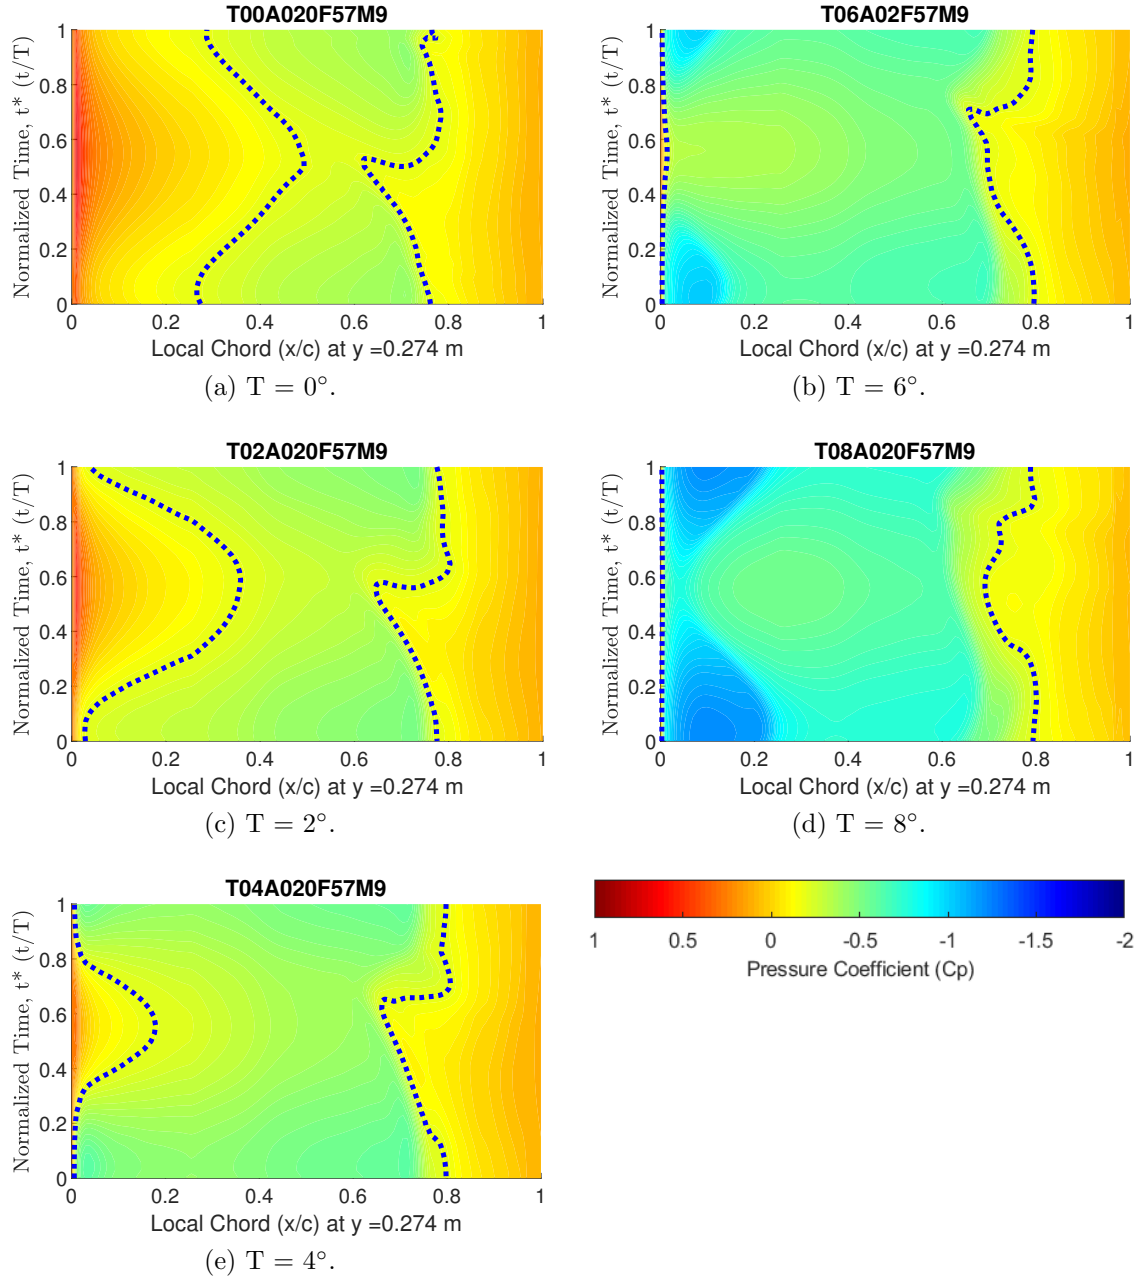 T00A020F57M9
Normalized Time, t* (t/T)
1
0.8
0.6
0.4
0.2
0
0 0.2 0.4 0.6 0.8 1
Local Chord (x/c) at y =0.274 m
(a) T = 0°.
T06A02F57M9
Normalized Time, t* (t/T)
1
0.8
0.6
0.4
0.2
0
0 0.2 0.4 0.6 0.8 1
Local Chord (x/c) at y =0.274 m
(b) T = 6°.
T02A020F57M9
Normalized Time, t* (t/T)
1
0.8
0.6
0.4
0.2
0
0 0.2 0.4 0.6 0.8 1
Local Chord (x/c) at y =0.274 m
(c) T = 2°.
T08A020F57M9
Normalized Time, t* (t/T)
1
0.8
0.6
0.4
0.2
0
0 0.2 0.4 0.6 0.8 1
Local Chord (x/c) at y =0.274 m
(d) T = 8°.
T04A020F57M9
Normalized Time, t* (t/T)
1
0.8
0.6
0.4
0.2
0
0 0.2 0.4 0.6 0.8 1
Local Chord (x/c) at y =0.274 m
(e) T = 4°.
1 0.5 0 -0.5 -1 -1.5 -2
Pressure Coefficient (Cp)